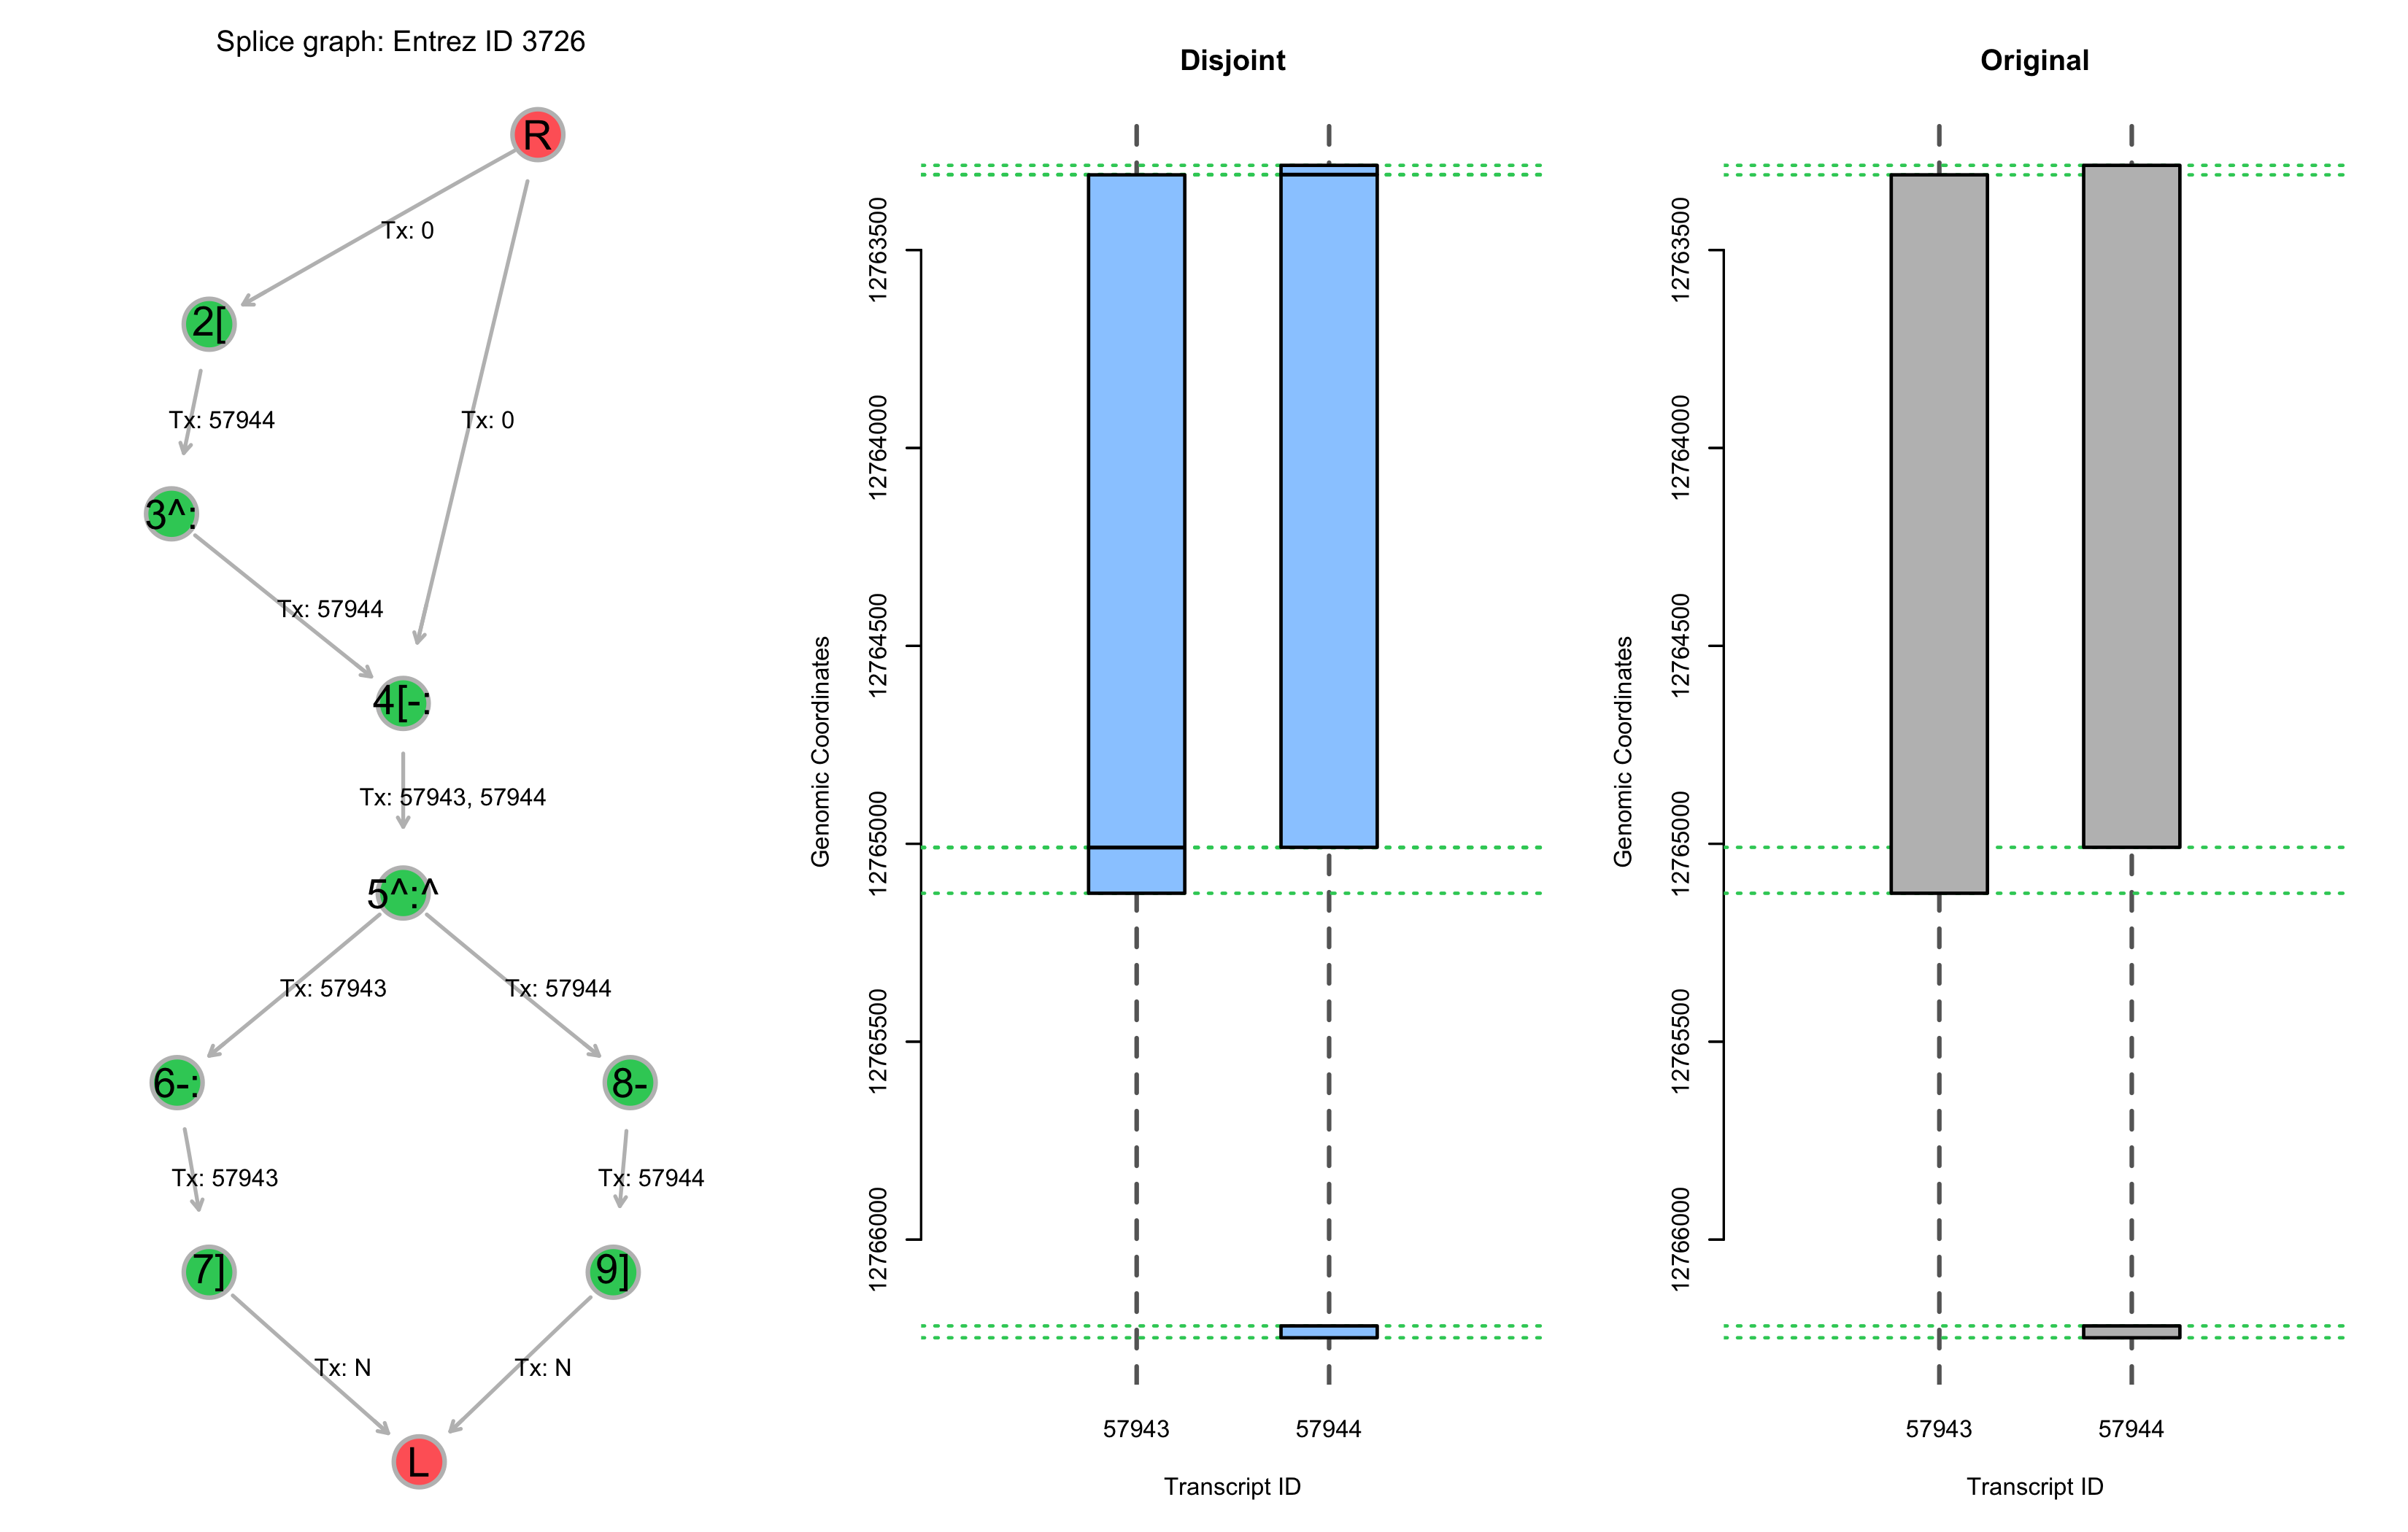 Splice graph: Entrez ID 3726
R
Tx: 0
2[
Tx: 57944
Tx: 0
3^:
Tx: 57944
4[-:
Tx: 57943, 57944
5^:^
Tx: 57943
Tx: 57944
6-:
8-
Tx: 57943
Tx: 57944
7]
9]
Tx: N
Tx: N
L
Disjoint
Genomic Coordinates
12763500
12764000
12764500
12765000
12765500
12766000
57943
57944
Transcript ID
Original
Genomic Coordinates
12763500
12764000
12764500
12765000
12765500
12766000
57943
57944
Transcript ID